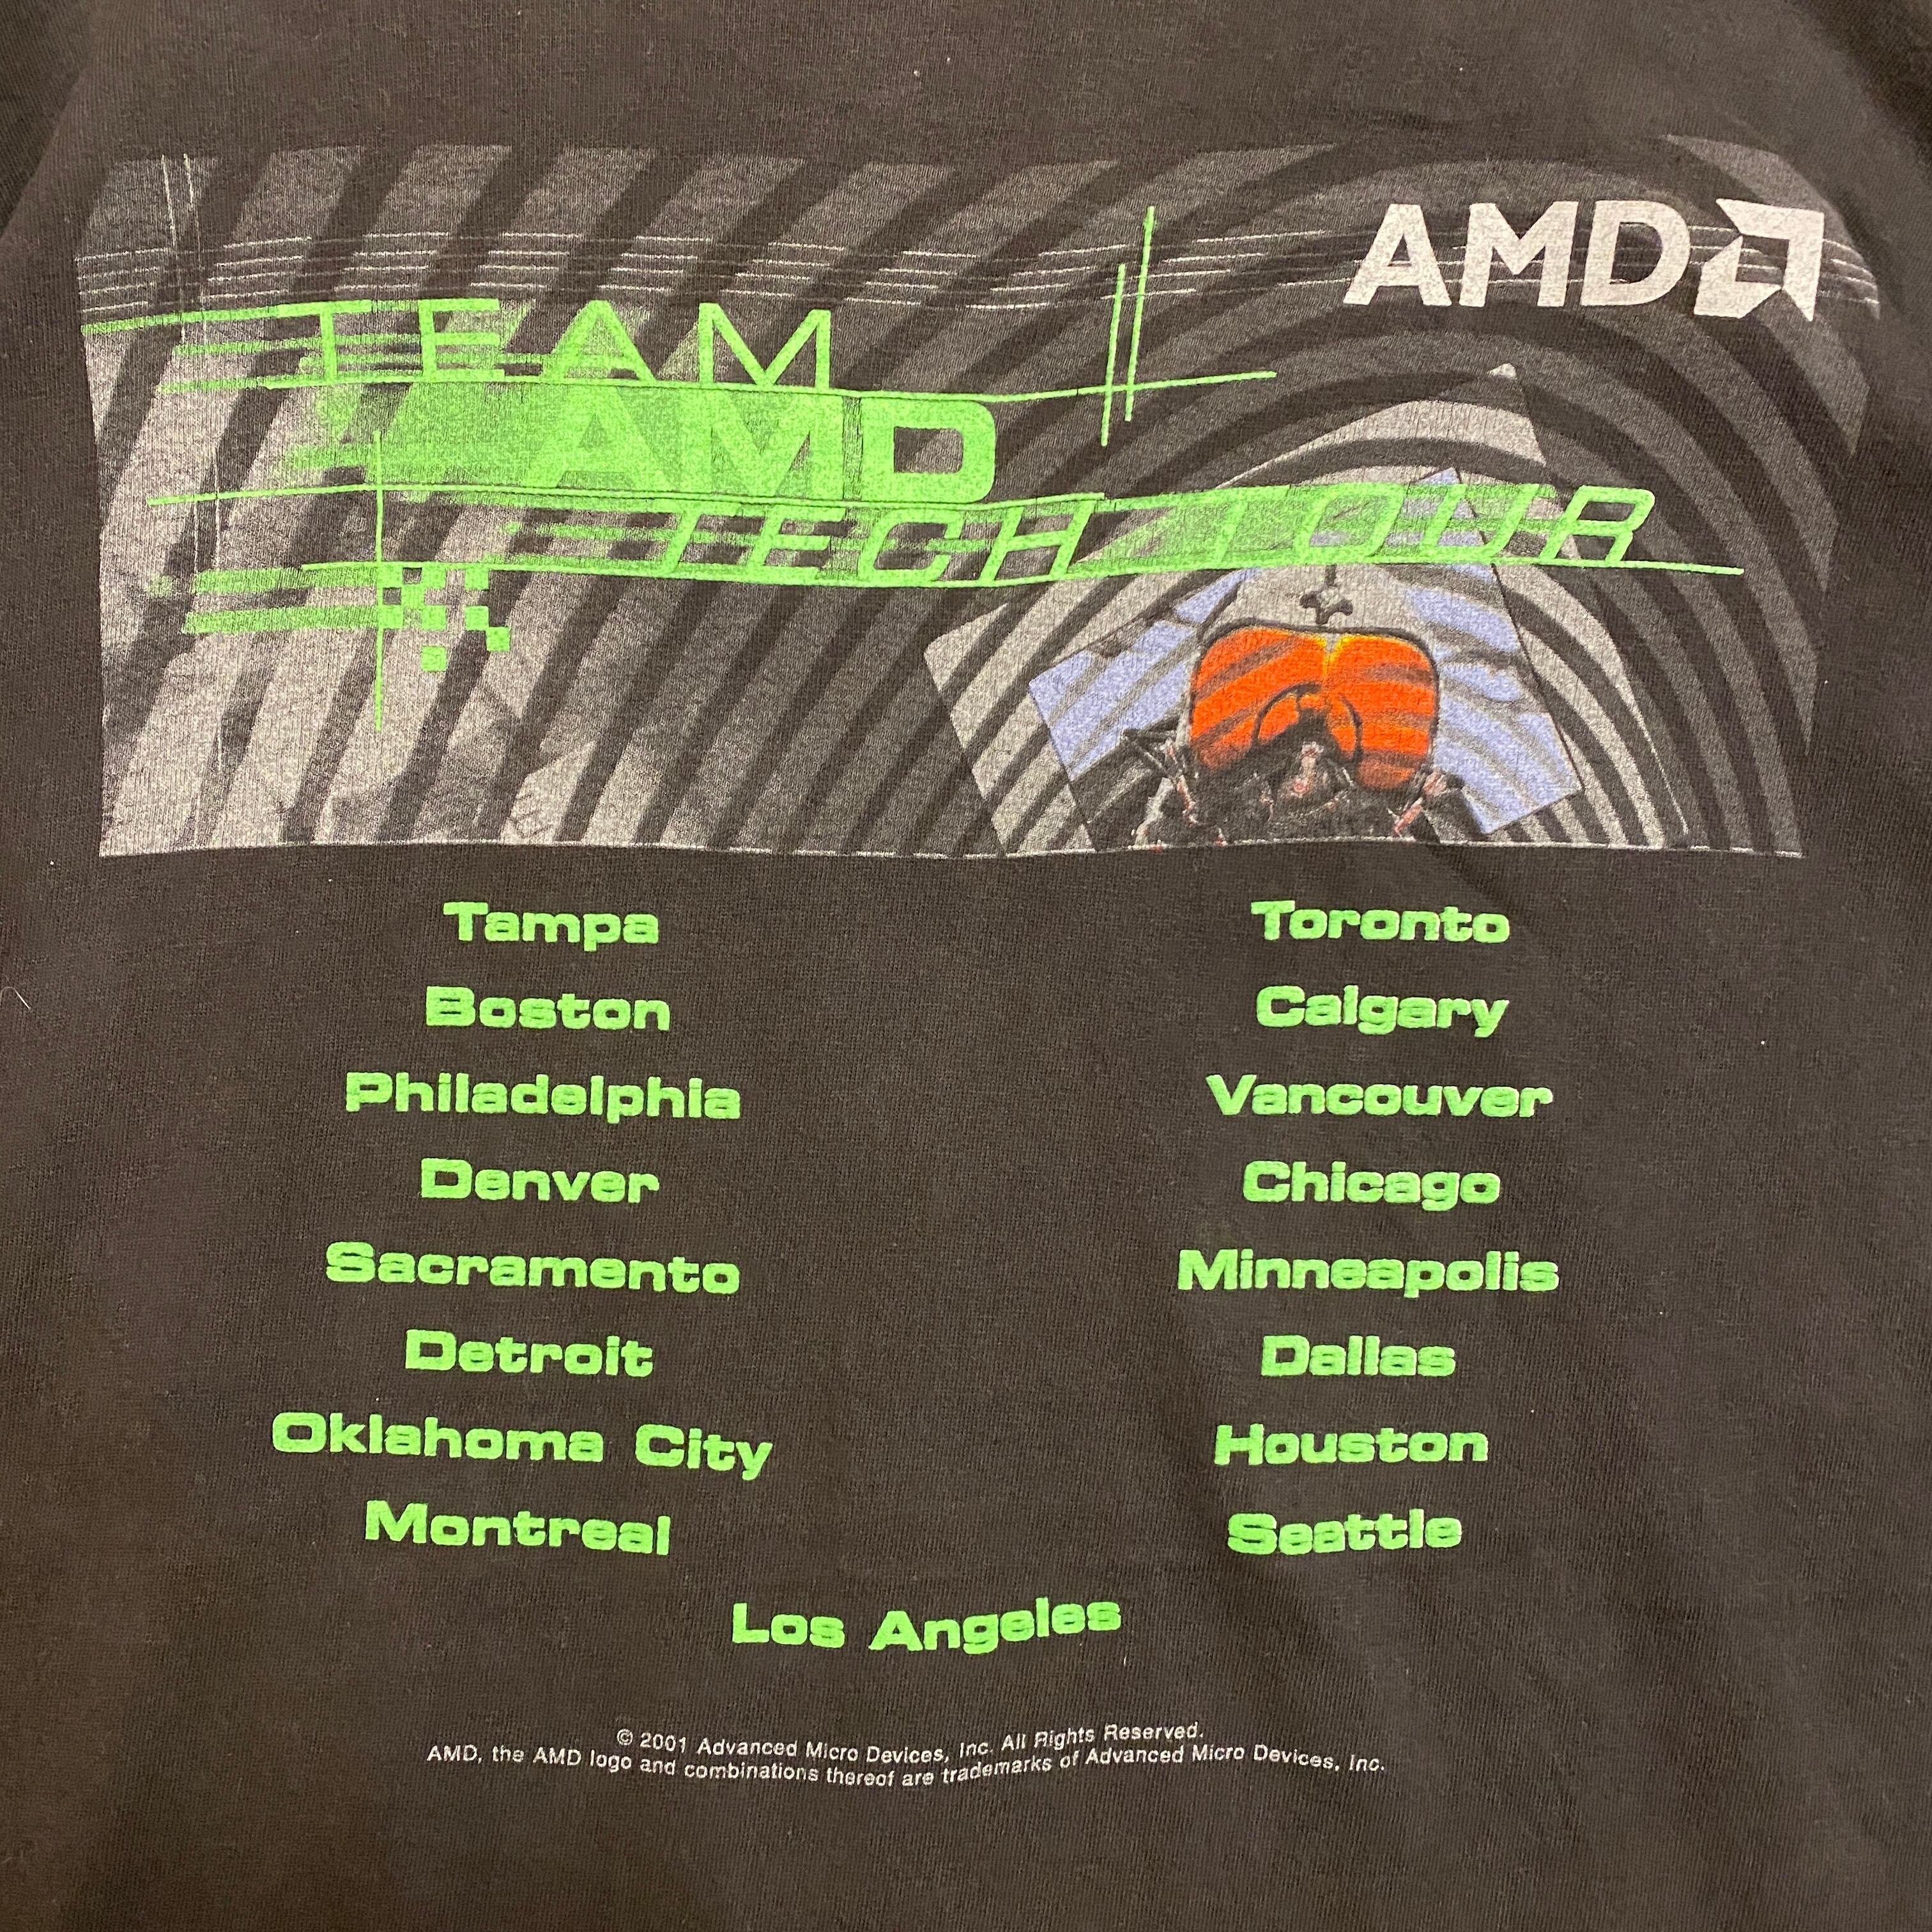 AMD
TEAM
AMD
TECH TOUR
Tampa
Toronto
Boston
Calgary
Philadelphia
Vancouver
Denver
Chicago
Sacramento
Minneapolis
Detroit
Dallas
Oklahoma City
Houston
Montreal
Seattle
Los Angeles
© 2001 Advanced Micro Devices, Inc. All Rights Reserved.
AMD, the AMD logo and combinations thereof are trademarks of Advanced Micro Devices, Inc.